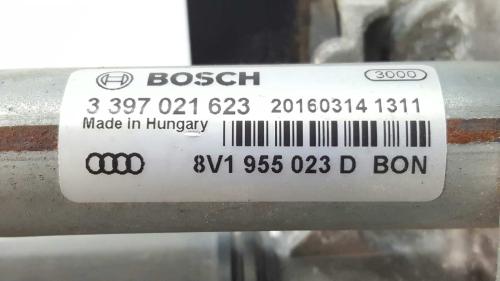 BOSCH 3000
3 397 021 623 20160314 1311
Made in Hungary
8V1 955 023 D BON